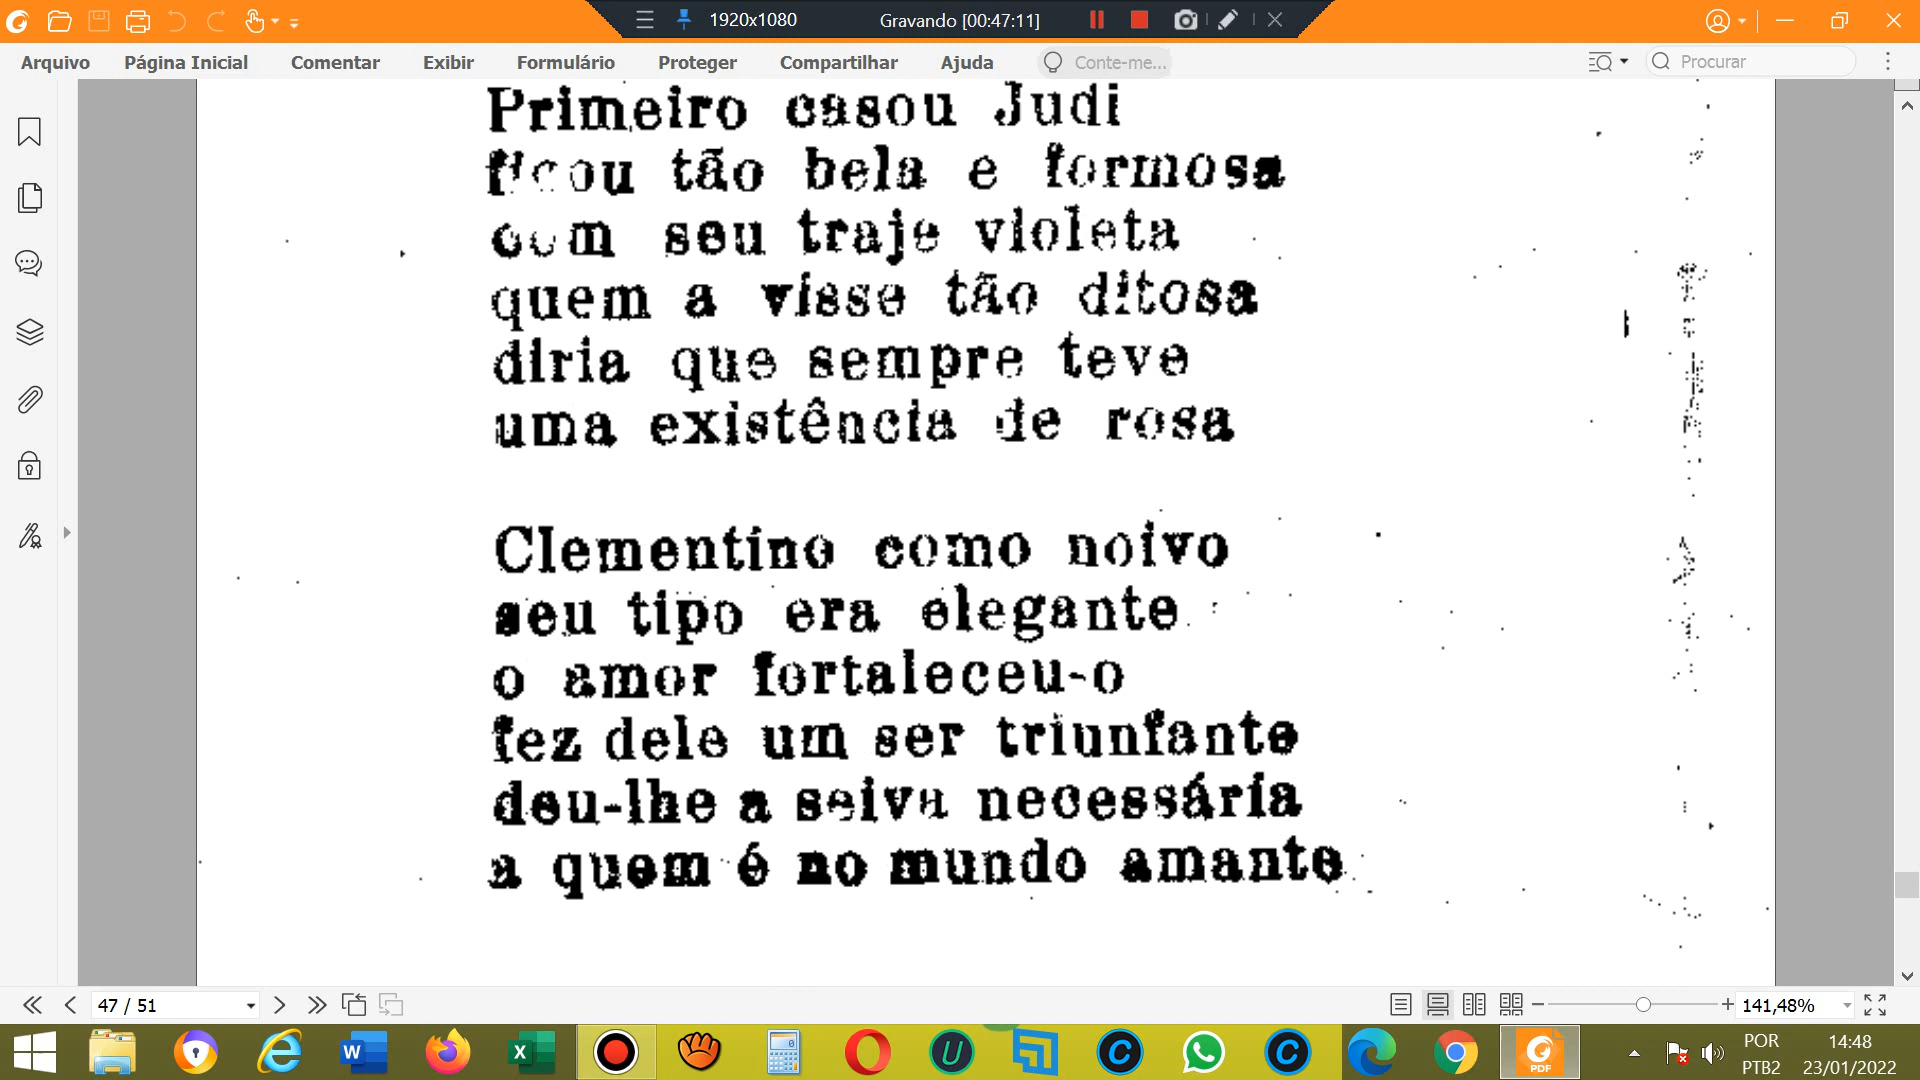 1920x1080 Gravando [00:47:11]
Arquivo Página Inicial Comentar Exibir Formulário Proteger Compartilhar Ajuda Conte-me... Procurar
Primeiro casou Judi
ficou tão bela e formosa
com seu traje violeta
quem a visse tão ditosa
diria que sempre teve
uma existência de rosa
Clementino como noivo
seu tipo era elegante
o amor fortaleceu-o
fez dele um ser triunfante
deu-lhe a seiva necessária
a quem é no mundo amante
47 / 51 141,48%
POR 14:48
PTB2 23/01/2022